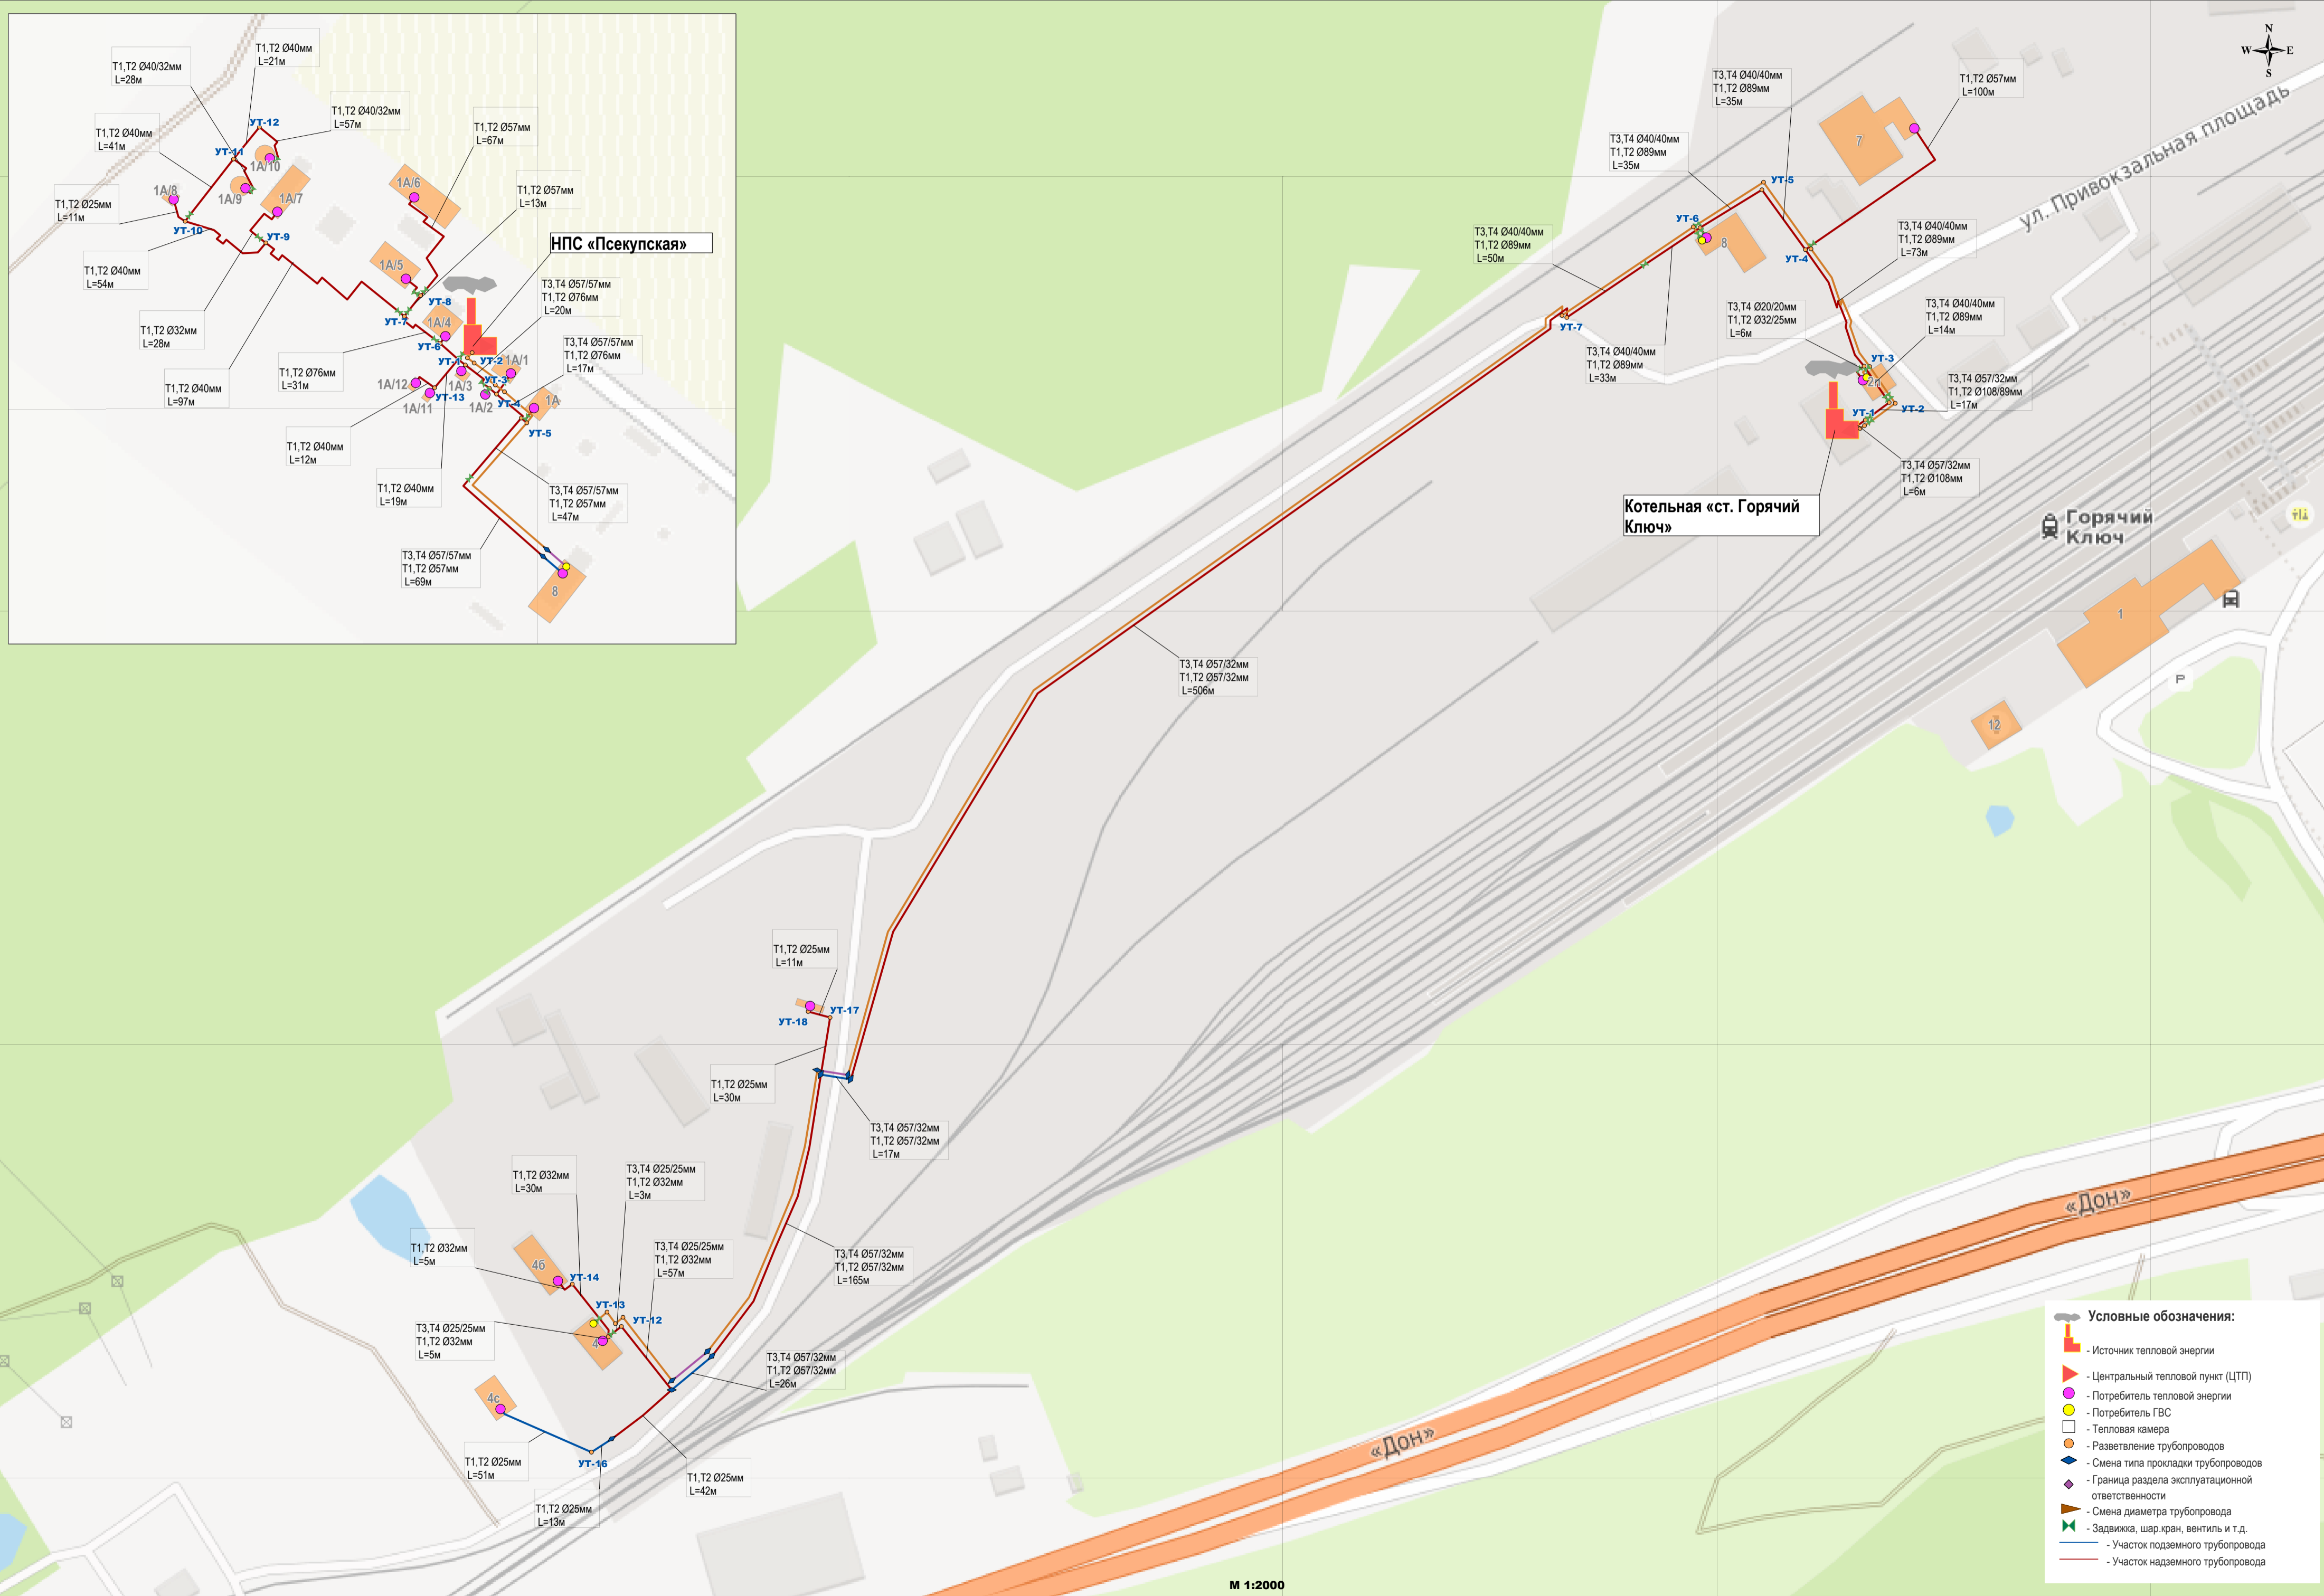 Т1,Т2 Ø40мм
L=21м
Т1,Т2 Ø40/32мм
L=28м
Т1,Т2 Ø40/32мм
L=57м
Т1,Т2 Ø57мм
L=67м
Т1,Т2 Ø40мм
L=41м
УТ-12
УТ-11
1А/10
1А/9
1А/7
1А/8
1А/6
Т1,Т2 Ø57мм
L=13м
Т1,Т2 Ø25мм
L=11м
УТ-10
УТ-9
НПС «Псекупская»
1А/5
Т1,Т2 Ø40мм
L=54м
Т3,Т4 Ø57/57мм
Т1,Т2 Ø76мм
L=20м
УТ-8
УТ-7
1А/4
Т1,Т2 Ø32мм
L=28м
УТ-6
Т3,Т4 Ø57/57мм
Т1,Т2 Ø76мм
L=17м
УТ-1
УТ-2
1А/1
Т1,Т2 Ø76мм
L=31м
Т1,Т2 Ø40мм
L=97м
1А/12
1А/3
УТ-3
1А/11
УТ-13
1А/2
УТ-4
1А
УТ-5
Т1,Т2 Ø40мм
L=12м
Т1,Т2 Ø40мм
L=19м
Т3,Т4 Ø57/57мм
Т1,Т2 Ø57мм
L=47м
Т3,Т4 Ø57/57мм
Т1,Т2 Ø57мм
L=69м
8
N
W E
S
Т3,Т4 Ø40/40мм
Т1,Т2 Ø89мм
L=35м
Т1,Т2 Ø57мм
L=100м
7
ул. Привокзальная площадь
Т3,Т4 Ø40/40мм
Т1,Т2 Ø89мм
L=35м
УТ-5
УТ-6
8
УТ-4
Т3,Т4 Ø40/40мм
Т1,Т2 Ø89мм
L=50м
Т3,Т4 Ø40/40мм
Т1,Т2 Ø89мм
L=73м
Т3,Т4 Ø20/20мм
Т1,Т2 Ø32/25мм
L=6м
Т3,Т4 Ø40/40мм
Т1,Т2 Ø89мм
L=14м
УТ-7
Т3,Т4 Ø40/40мм
Т1,Т2 Ø89мм
L=33м
УТ-3
Т3,Т4 Ø57/32мм
Т1,Т2 Ø108/89мм
L=17м
УТ-1
УТ-2
Т3,Т4 Ø57/32мм
Т1,Т2 Ø108мм
L=6м
Котельная «ст. Горячий
Ключ»
Горячий
Ключ
1
P
12
Т3,Т4 Ø57/32мм
Т1,Т2 Ø57/32мм
L=506м
Т1,Т2 Ø25мм
L=11м
УТ-17
УТ-18
Т1,Т2 Ø25мм
L=30м
Т3,Т4 Ø57/32мм
Т1,Т2 Ø57/32мм
L=17м
Т1,Т2 Ø32мм
L=30м
Т3,Т4 Ø25/25мм
Т1,Т2 Ø32мм
L=3м
Т1,Т2 Ø32мм
L=5м
Т3,Т4 Ø25/25мм
Т1,Т2 Ø32мм
L=57м
Т3,Т4 Ø57/32мм
Т1,Т2 Ø57/32мм
L=165м
4б
УТ-14
УТ-13
УТ-12
Т3,Т4 Ø25/25мм
Т1,Т2 Ø32мм
L=5м
4
Т3,Т4 Ø57/32мм
Т1,Т2 Ø57/32мм
L=26м
4с
УТ-16
Т1,Т2 Ø25мм
L=51м
Т1,Т2 Ø25мм
L=42м
Т1,Т2 Ø25мм
L=13м
«Дон»
«Дон»
Условные обозначения:
- Источник тепловой энергии
- Центральный тепловой пункт (ЦТП)
- Потребитель тепловой энергии
- Потребитель ГВС
- Тепловая камера
- Разветвление трубопроводов
- Смена типа прокладки трубопроводов
- Граница раздела эксплуатационной
ответственности
- Смена диаметра трубопровода
- Задвижка, шар.кран, вентиль и т.д.
- Участок подземного трубопровода
- Участок надземного трубопровода
М 1:2000